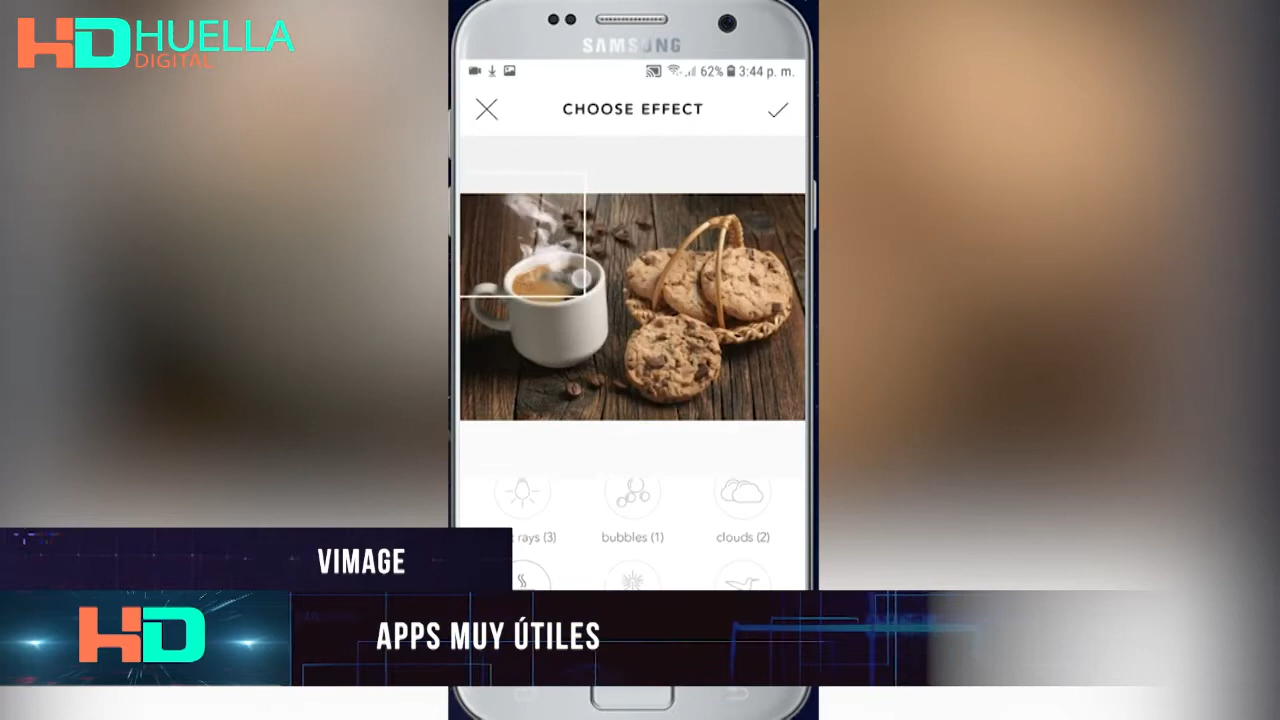 HD HUELLA
DIGITAL
SAMSUNG
62% 3:44 p. m.
CHOOSE EFFECT
rays (3)
bubbles (1)
clouds (2)
VIMAGE
HD
APPS MUY ÚTILES